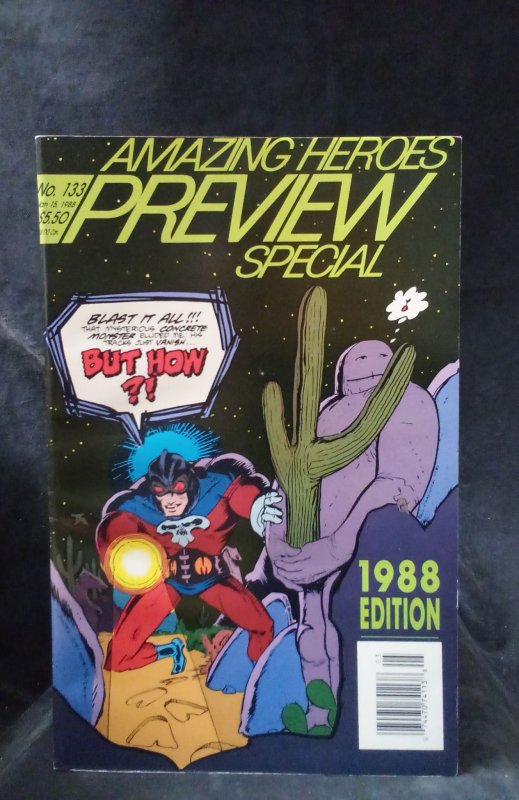 AMAZING HEROES
PREVIEW
SPECIAL
No. 133
Jan 15, 1988
$5.50
BLAST IT ALL!!!
THAT MYSTERIOUS CONCRETE
MONSTER ELUDED ME. HIS
TRACKS JUST VANISH...
BUT HOW
?!
1988
EDITION